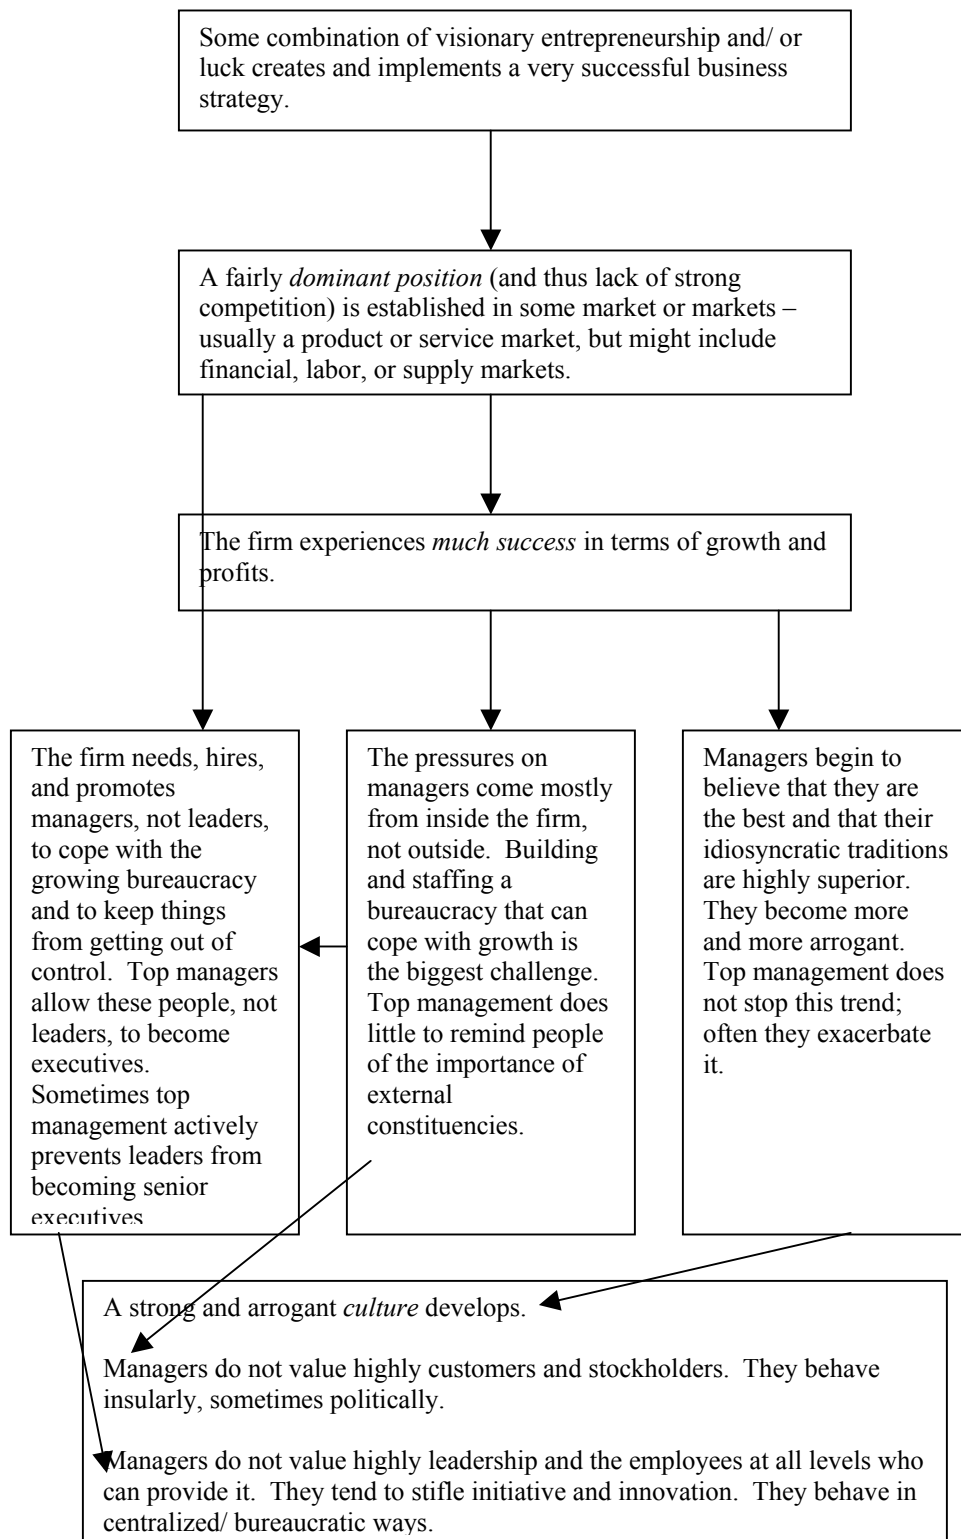 Some combination of visionary entrepreneurship and/ or
luck creates and implements a very successful business
strategy.
A fairly dominant position (and thus lack of strong
competition) is established in some market or markets –
usually a product or service market, but might include
financial, labor, or supply markets.
The firm experiences much success in terms of growth and
profits.
The firm needs, hires,
and promotes
managers, not leaders,
to cope with the
growing bureaucracy
and to keep things
from getting out of
control.  Top managers
allow these people, not
leaders, to become
executives.
Sometimes top
management actively
prevents leaders from
becoming senior
executives
The pressures on
managers come mostly
from inside the firm,
not outside.  Building
and staffing a
bureaucracy that can
cope with growth is
the biggest challenge.
Top management does
little to remind people
of the importance of
external
constituencies.
Managers begin to
believe that they are
the best and that their
idiosyncratic traditions
are highly superior.
They become more
and more arrogant.
Top management does
not stop this trend;
often they exacerbate
it.
A strong and arrogant culture develops.
Managers do not value highly customers and stockholders.  They behave
insularly, sometimes politically.
Managers do not value highly leadership and the employees at all levels who
can provide it.  They tend to stifle initiative and innovation.  They behave in
centralized/ bureaucratic ways.